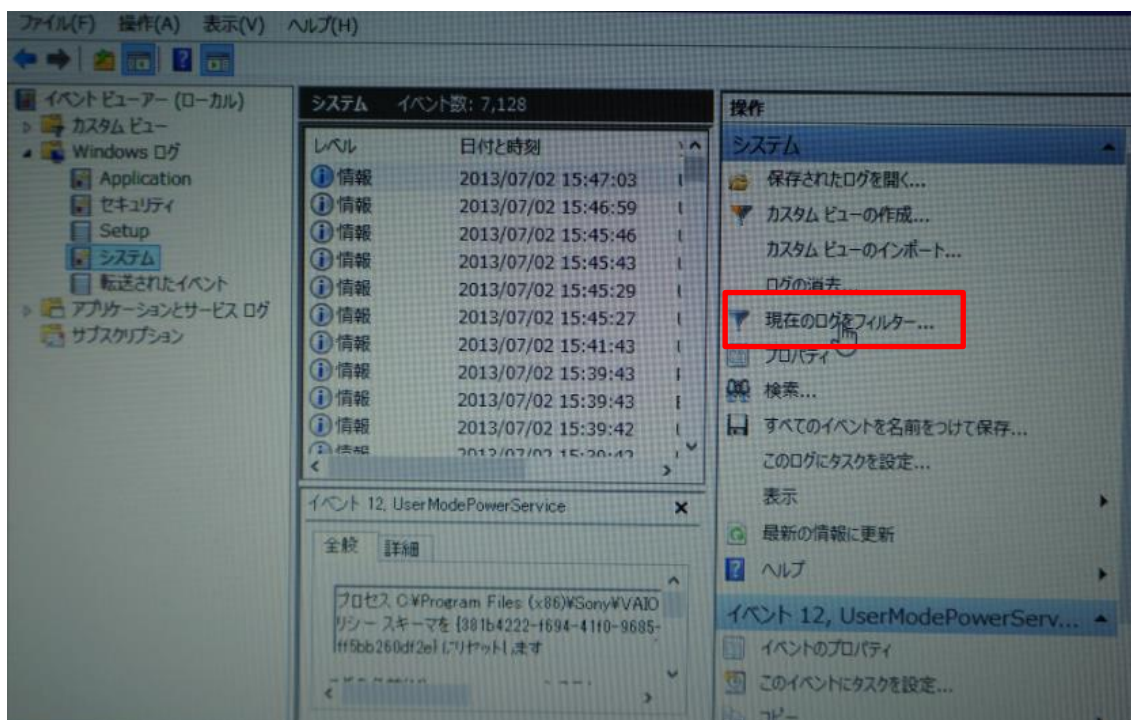 ファイル(F) 操作(A) 表示(V) ヘルプ(H)
イベント ビューアー (ローカル)
カスタム ビュー
Windows ログ
Application
セキュリティ
Setup
システム
転送されたイベント
アプリケーションとサービス ログ
サブスクリプション
システム イベント数: 7,128
レベル 日付と時刻
情報 2013/07/02 15:47:03
情報 2013/07/02 15:46:59
情報 2013/07/02 15:45:46
情報 2013/07/02 15:45:43
情報 2013/07/02 15:45:29
情報 2013/07/02 15:45:27
情報 2013/07/02 15:41:43
情報 2013/07/02 15:39:43
情報 2013/07/02 15:39:43
情報 2013/07/02 15:39:42
イベント 12, UserModePowerService
全般 詳細
プロセス C:¥Program Files (x86)¥Sony¥VAIO
リシー スキーマを {381b4222-f694-41f0-9685-
ff5bb260df2e} にリセットします
操作
システム
保存されたログを開く...
カスタム ビューの作成...
カスタム ビューのインポート...
ログの消去...
現在のログをフィルター...
プロパティ
検索...
すべてのイベントを名前をつけて保存...
このログにタスクを設定...
表示
最新の情報に更新
ヘルプ
イベント 12, UserModePowerServ...
イベントのプロパティ
このイベントにタスクを設定...
コピー